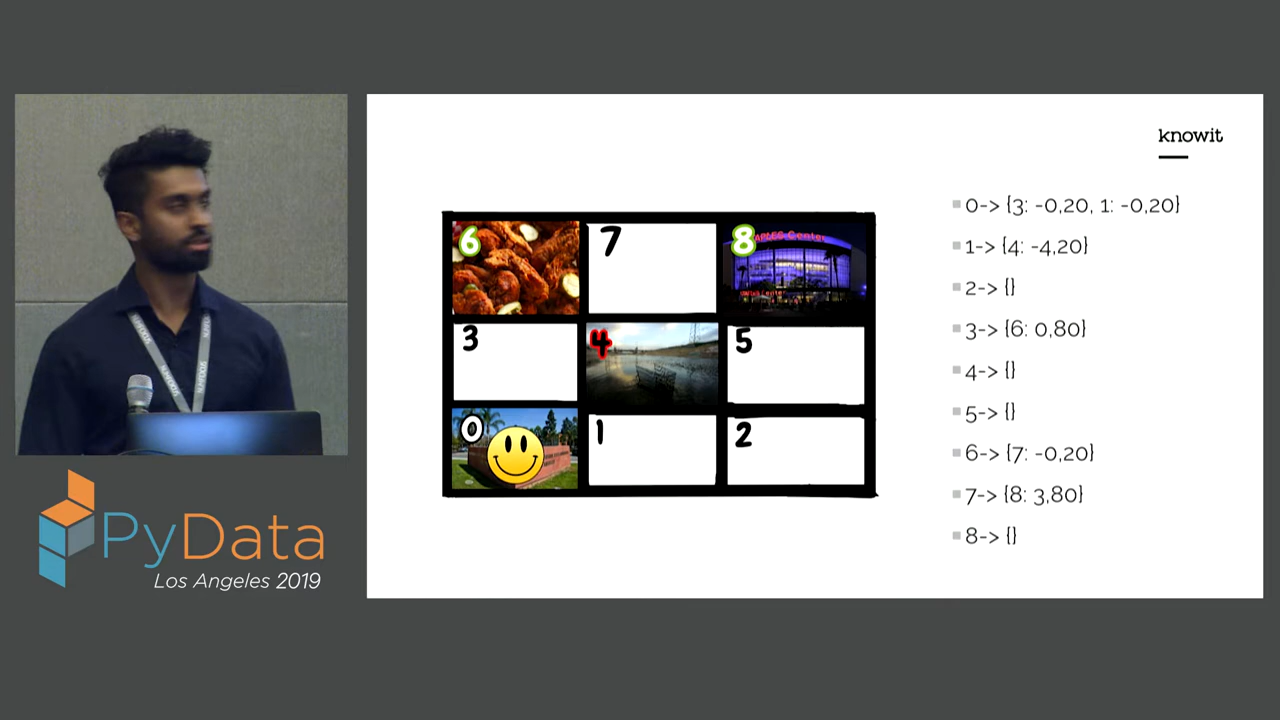 knowit
6
7
8
STAPLES Center
3
4
5
0
1
2
0-> {3: -0,20, 1: -0,20}
1-> {4: -4,20}
2-> {}
3-> {6: 0,80}
4-> {}
5-> {}
6-> {7: -0,20}
7-> {8: 3,80}
8-> {}
PyData
Los Angeles 2019